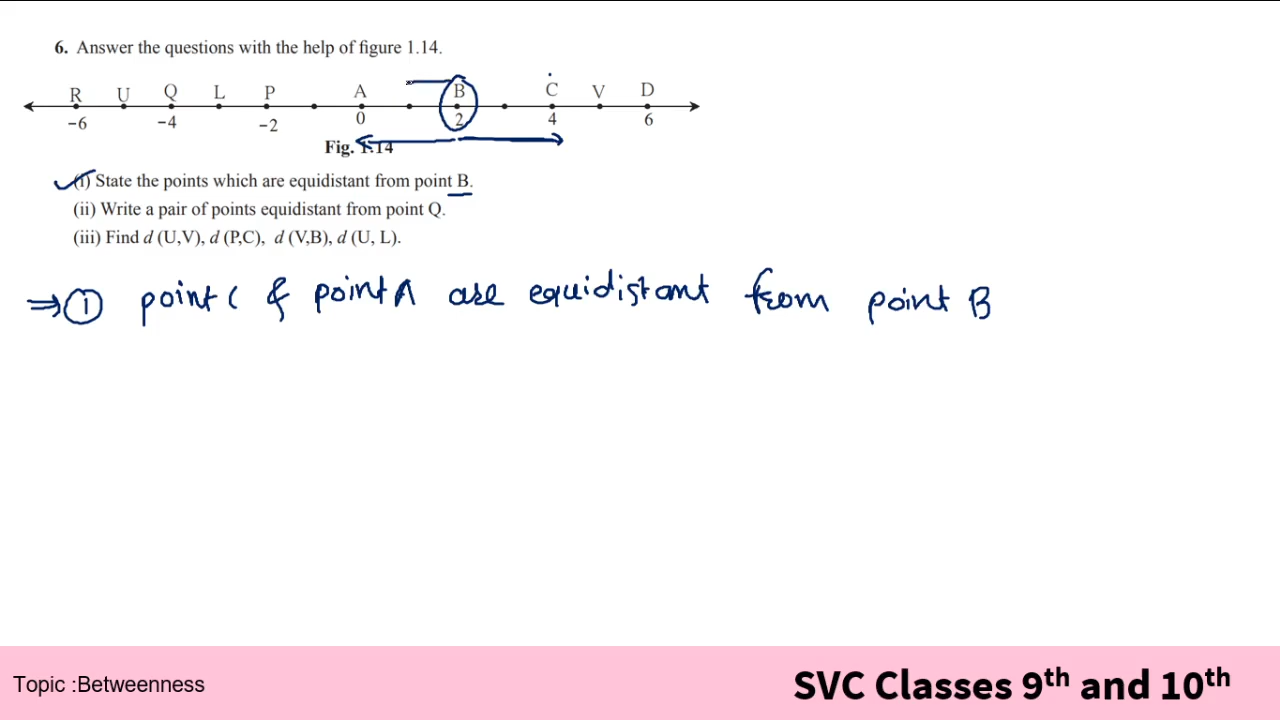 6. Answer the questions with the help of figure 1.14.
R U Q L P A B C V D
-6 -4 -2 0 2 4 6
Fig. 1.14
(i) State the points which are equidistant from point B.
(ii) Write a pair of points equidistant from point Q.
(iii) Find d (U,V), d (P,C), d (V,B), d (U, L).
⇒ ① point C & point A are equidistant from point B
Topic :Betweenness
SVC Classes 9th and 10th